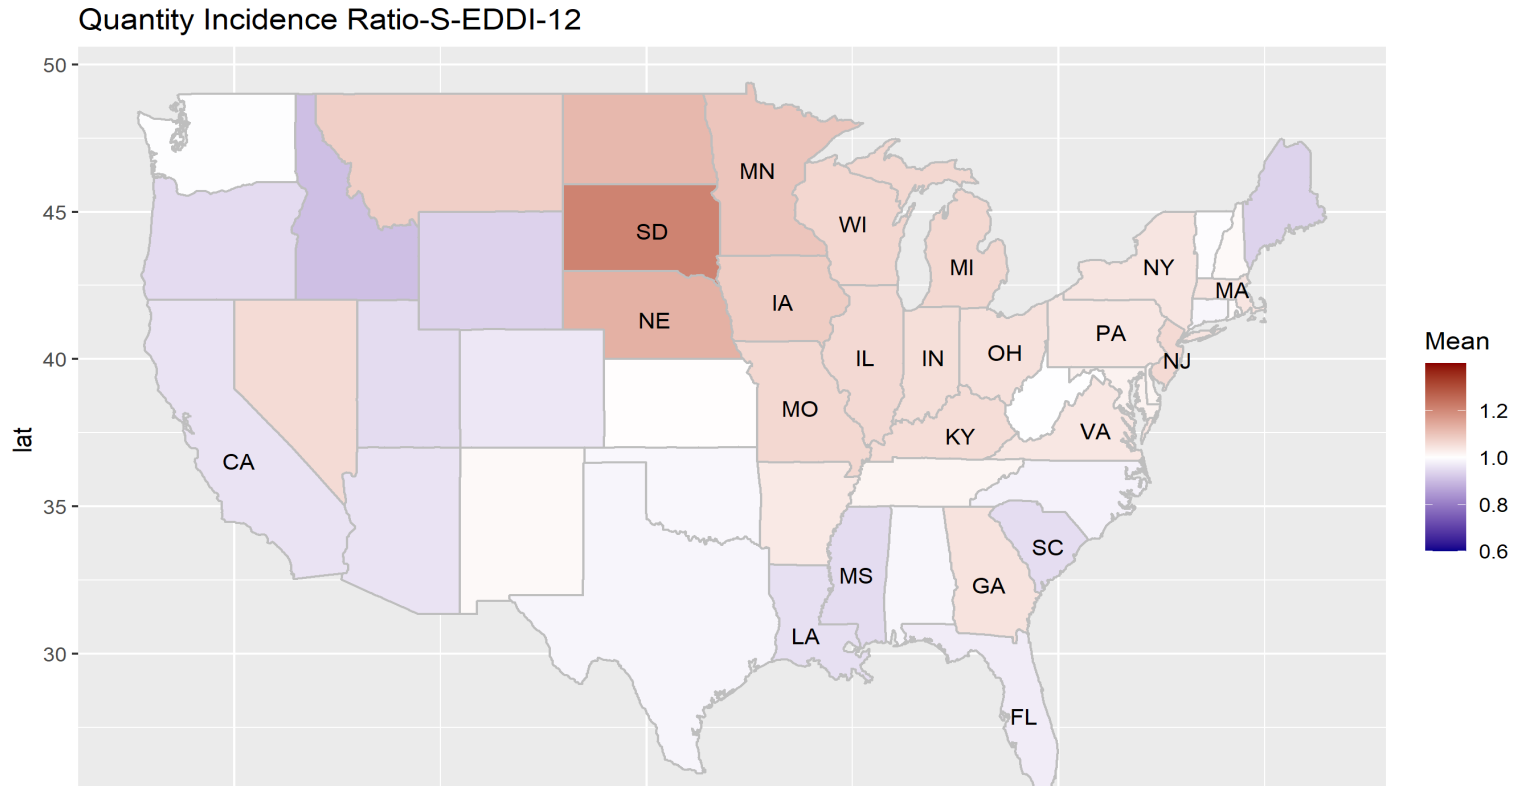 Quantity Incidence Ratio-S-EDDI-12
50
45
40
35
30
lat
MN
SD
WI
MI
NY
MA
IA
NE
IL
IN
OH
PA
NJ
MO
KY
VA
CA
SC
MS
GA
LA
FL
Mean
1.2
1.0
0.8
0.6